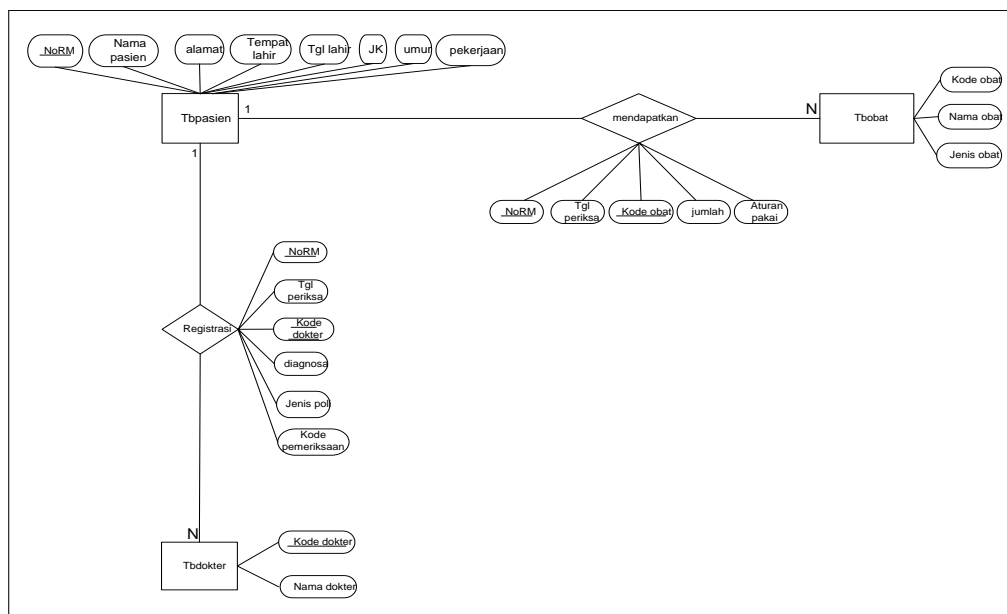 NoRM
Nama
pasien
alamat
Tempat
lahir
Tgl lahir
JK
umur
pekerjaan
Tbpasien
1
1
mendapatkan
N
Tbobat
Kode obat
Nama obat
Jenis obat
NoRM
Tgl
periksa
Kode obat
jumlah
Aturan
pakai
Registrasi
NoRM
Tgl
periksa
Kode
dokter
diagnosa
Jenis poli
Kode
pemeriksaan
N
Tbdokter
Kode dokter
Nama dokter